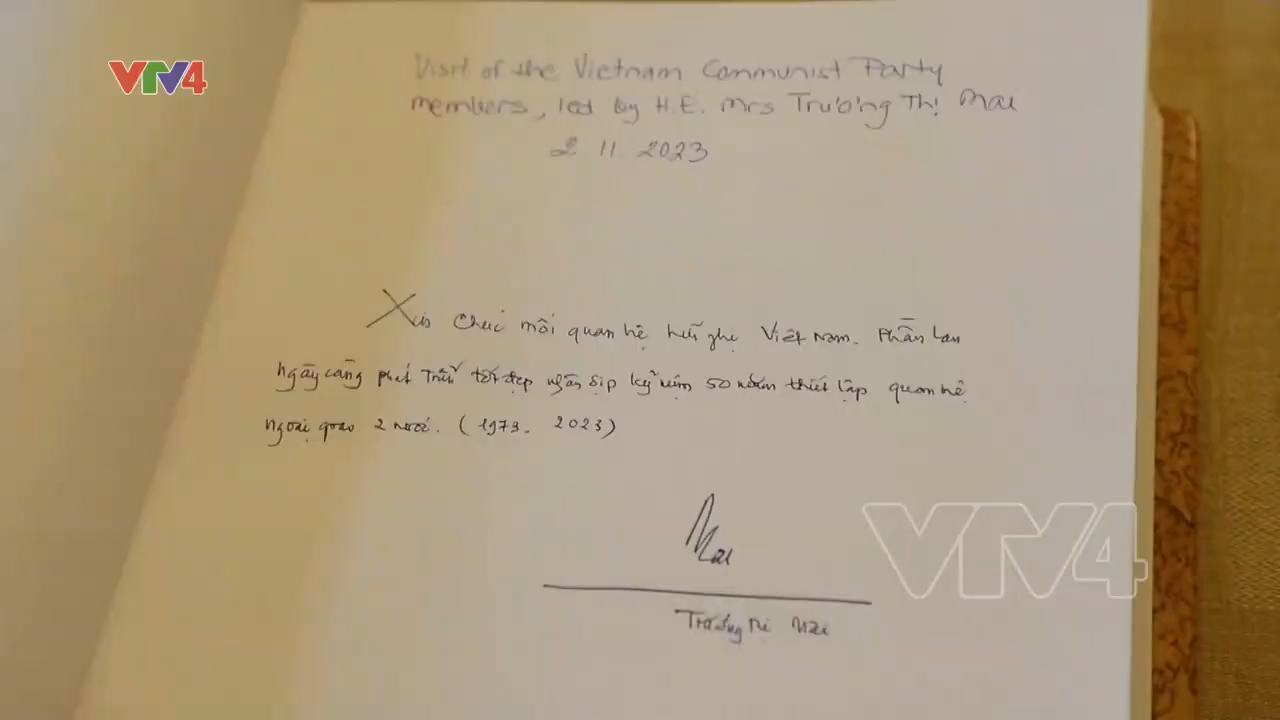 VTV4
Visit of the Vietnam Communist Party
members, led by H.E. Mrs Trương Thị Mai
2. 11. 2023
Xin chúc mối quan hệ hữu nghị Việt Nam. Phần Lan
ngày càng phát triển tốt đẹp nhân dịp kỷ niệm 50 năm thiết lập quan hệ
ngoại giao 2 nước. (1973. 2023)
Mai
VTV4
Trương Thị Mai